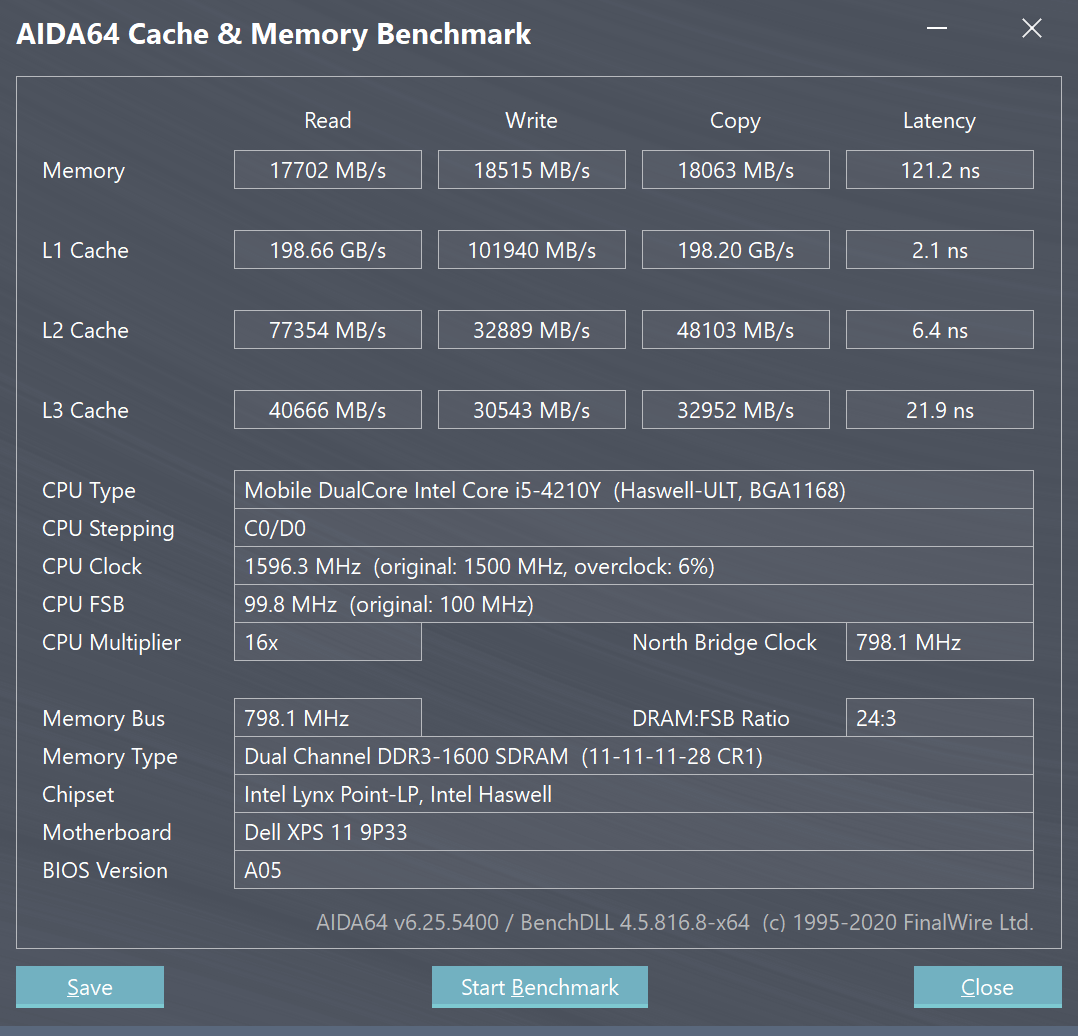 AIDA64 Cache & Memory Benchmark
Read Write Copy Latency
Memory 17702 MB/s 18515 MB/s 18063 MB/s 121.2 ns
L1 Cache 198.66 GB/s 101940 MB/s 198.20 GB/s 2.1 ns
L2 Cache 77354 MB/s 32889 MB/s 48103 MB/s 6.4 ns
L3 Cache 40666 MB/s 30543 MB/s 32952 MB/s 21.9 ns
CPU Type Mobile DualCore Intel Core i5-4210Y (Haswell-ULT, BGA1168)
CPU Stepping C0/D0
CPU Clock 1596.3 MHz (original: 1500 MHz, overclock: 6%)
CPU FSB 99.8 MHz (original: 100 MHz)
CPU Multiplier 16x North Bridge Clock 798.1 MHz
Memory Bus 798.1 MHz DRAM:FSB Ratio 24:3
Memory Type Dual Channel DDR3-1600 SDRAM (11-11-11-28 CR1)
Chipset Intel Lynx Point-LP, Intel Haswell
Motherboard Dell XPS 11 9P33
BIOS Version A05
AIDA64 v6.25.5400 / BenchDLL 4.5.816.8-x64 (c) 1995-2020 FinalWire Ltd.
Save Start Benchmark Close